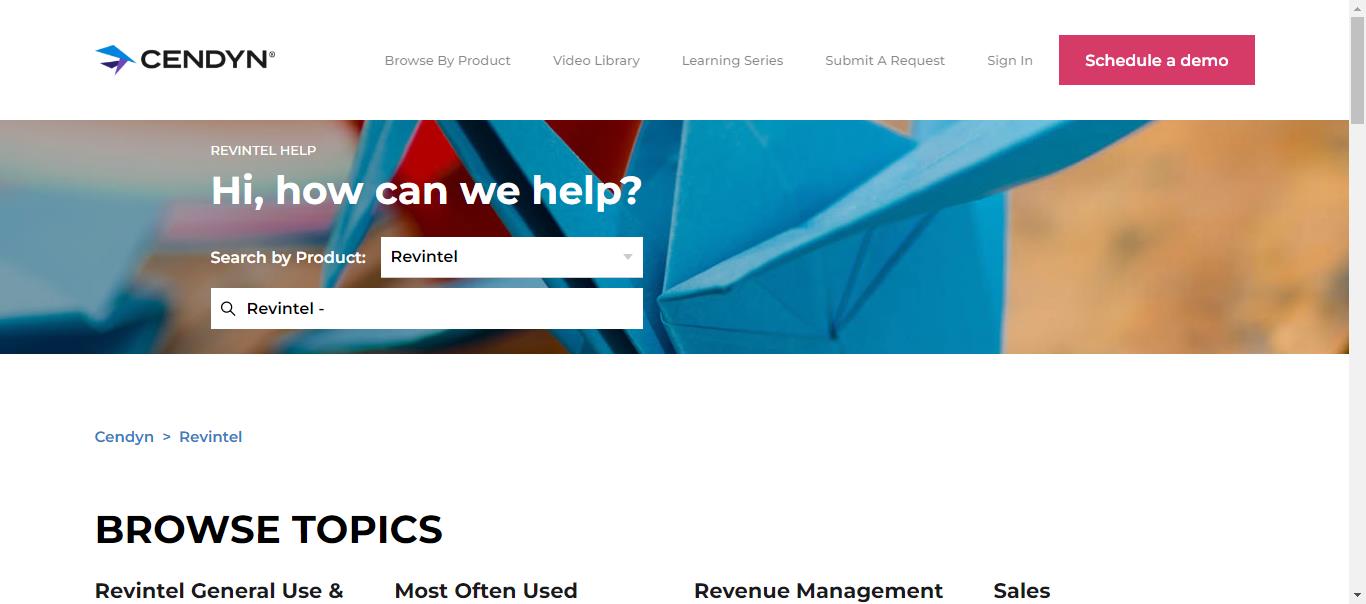 CENDYN®
Browse By Product
Video Library
Learning Series
Submit A Request
Sign In
Schedule a demo
REVINTEL HELP
Hi, how can we help?
Search by Product:
Revintel
Revintel -
Cendyn > Revintel
BROWSE TOPICS
Revintel General Use &
Most Often Used
Revenue Management
Sales